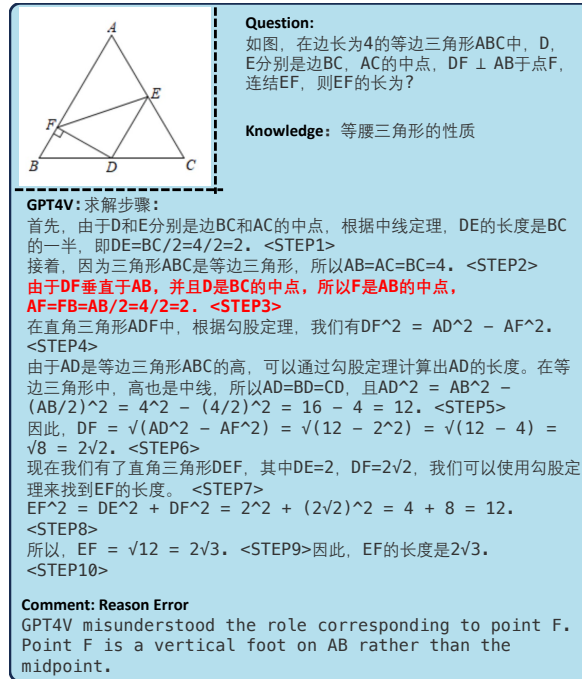 A
E
F
B
D
C
Question:
如图, 在边长为4的等边三角形ABC中, D,
E分别是边BC, AC的中点, DF ⊥ AB于点F,
连结EF, 则EF的长为?
Knowledge: 等腰三角形的性质
GPT4V:求解步骤:
首先, 由于D和E分别是边BC和AC的中点, 根据中线定理, DE的长度是BC
的一半, 即DE=BC/2=4/2=2. <STEP1>
接着, 因为三角形ABC是等边三角形, 所以AB=AC=BC=4. <STEP2>
由于DF垂直于AB, 并且D是BC的中点, 所以F是AB的中点,
AF=FB=AB/2=4/2=2. <STEP3>
在直角三角形ADF中, 根据勾股定理, 我们有DF^2 = AD^2 − AF^2.
<STEP4>
由于AD是等边三角形ABC的高, 可以通过勾股定理计算出AD的长度。在等
边三角形中, 高也是中线, 所以AD=BD=CD, 且AD^2 = AB^2 −
(AB/2)^2 = 4^2 − (4/2)^2 = 16 − 4 = 12. <STEP5>
因此, DF = √(AD^2 − AF^2) = √(12 − 2^2) = √(12 − 4) =
√8 = 2√2. <STEP6>
现在我们有了直角三角形DEF, 其中DE=2, DF=2√2, 我们可以使用勾股定
理来找到EF的长度。 <STEP7>
EF^2 = DE^2 + DF^2 = 2^2 + (2√2)^2 = 4 + 8 = 12.
<STEP8>
所以, EF = √12 = 2√3. <STEP9>因此, EF的长度是2√3.
<STEP10>
Comment: Reason Error
GPT4V misunderstood the role corresponding to point F.
Point F is a vertical foot on AB rather than the
midpoint.